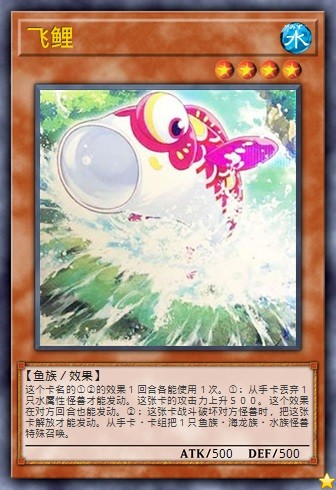 飞鲤
水
【鱼族／效果】
这个卡名的①②的效果1回合各能使用1次。①：从手卡丢弃1
只水属性怪兽才能发动。这张卡的攻击力上升500。这个效果
在对方回合也能发动。②：这张卡战斗破坏对方怪兽时，把这张
卡解放才能发动。从手卡·卡组把1只鱼族·海龙族·水族怪兽
特殊召唤。
ATK/500 DEF/500